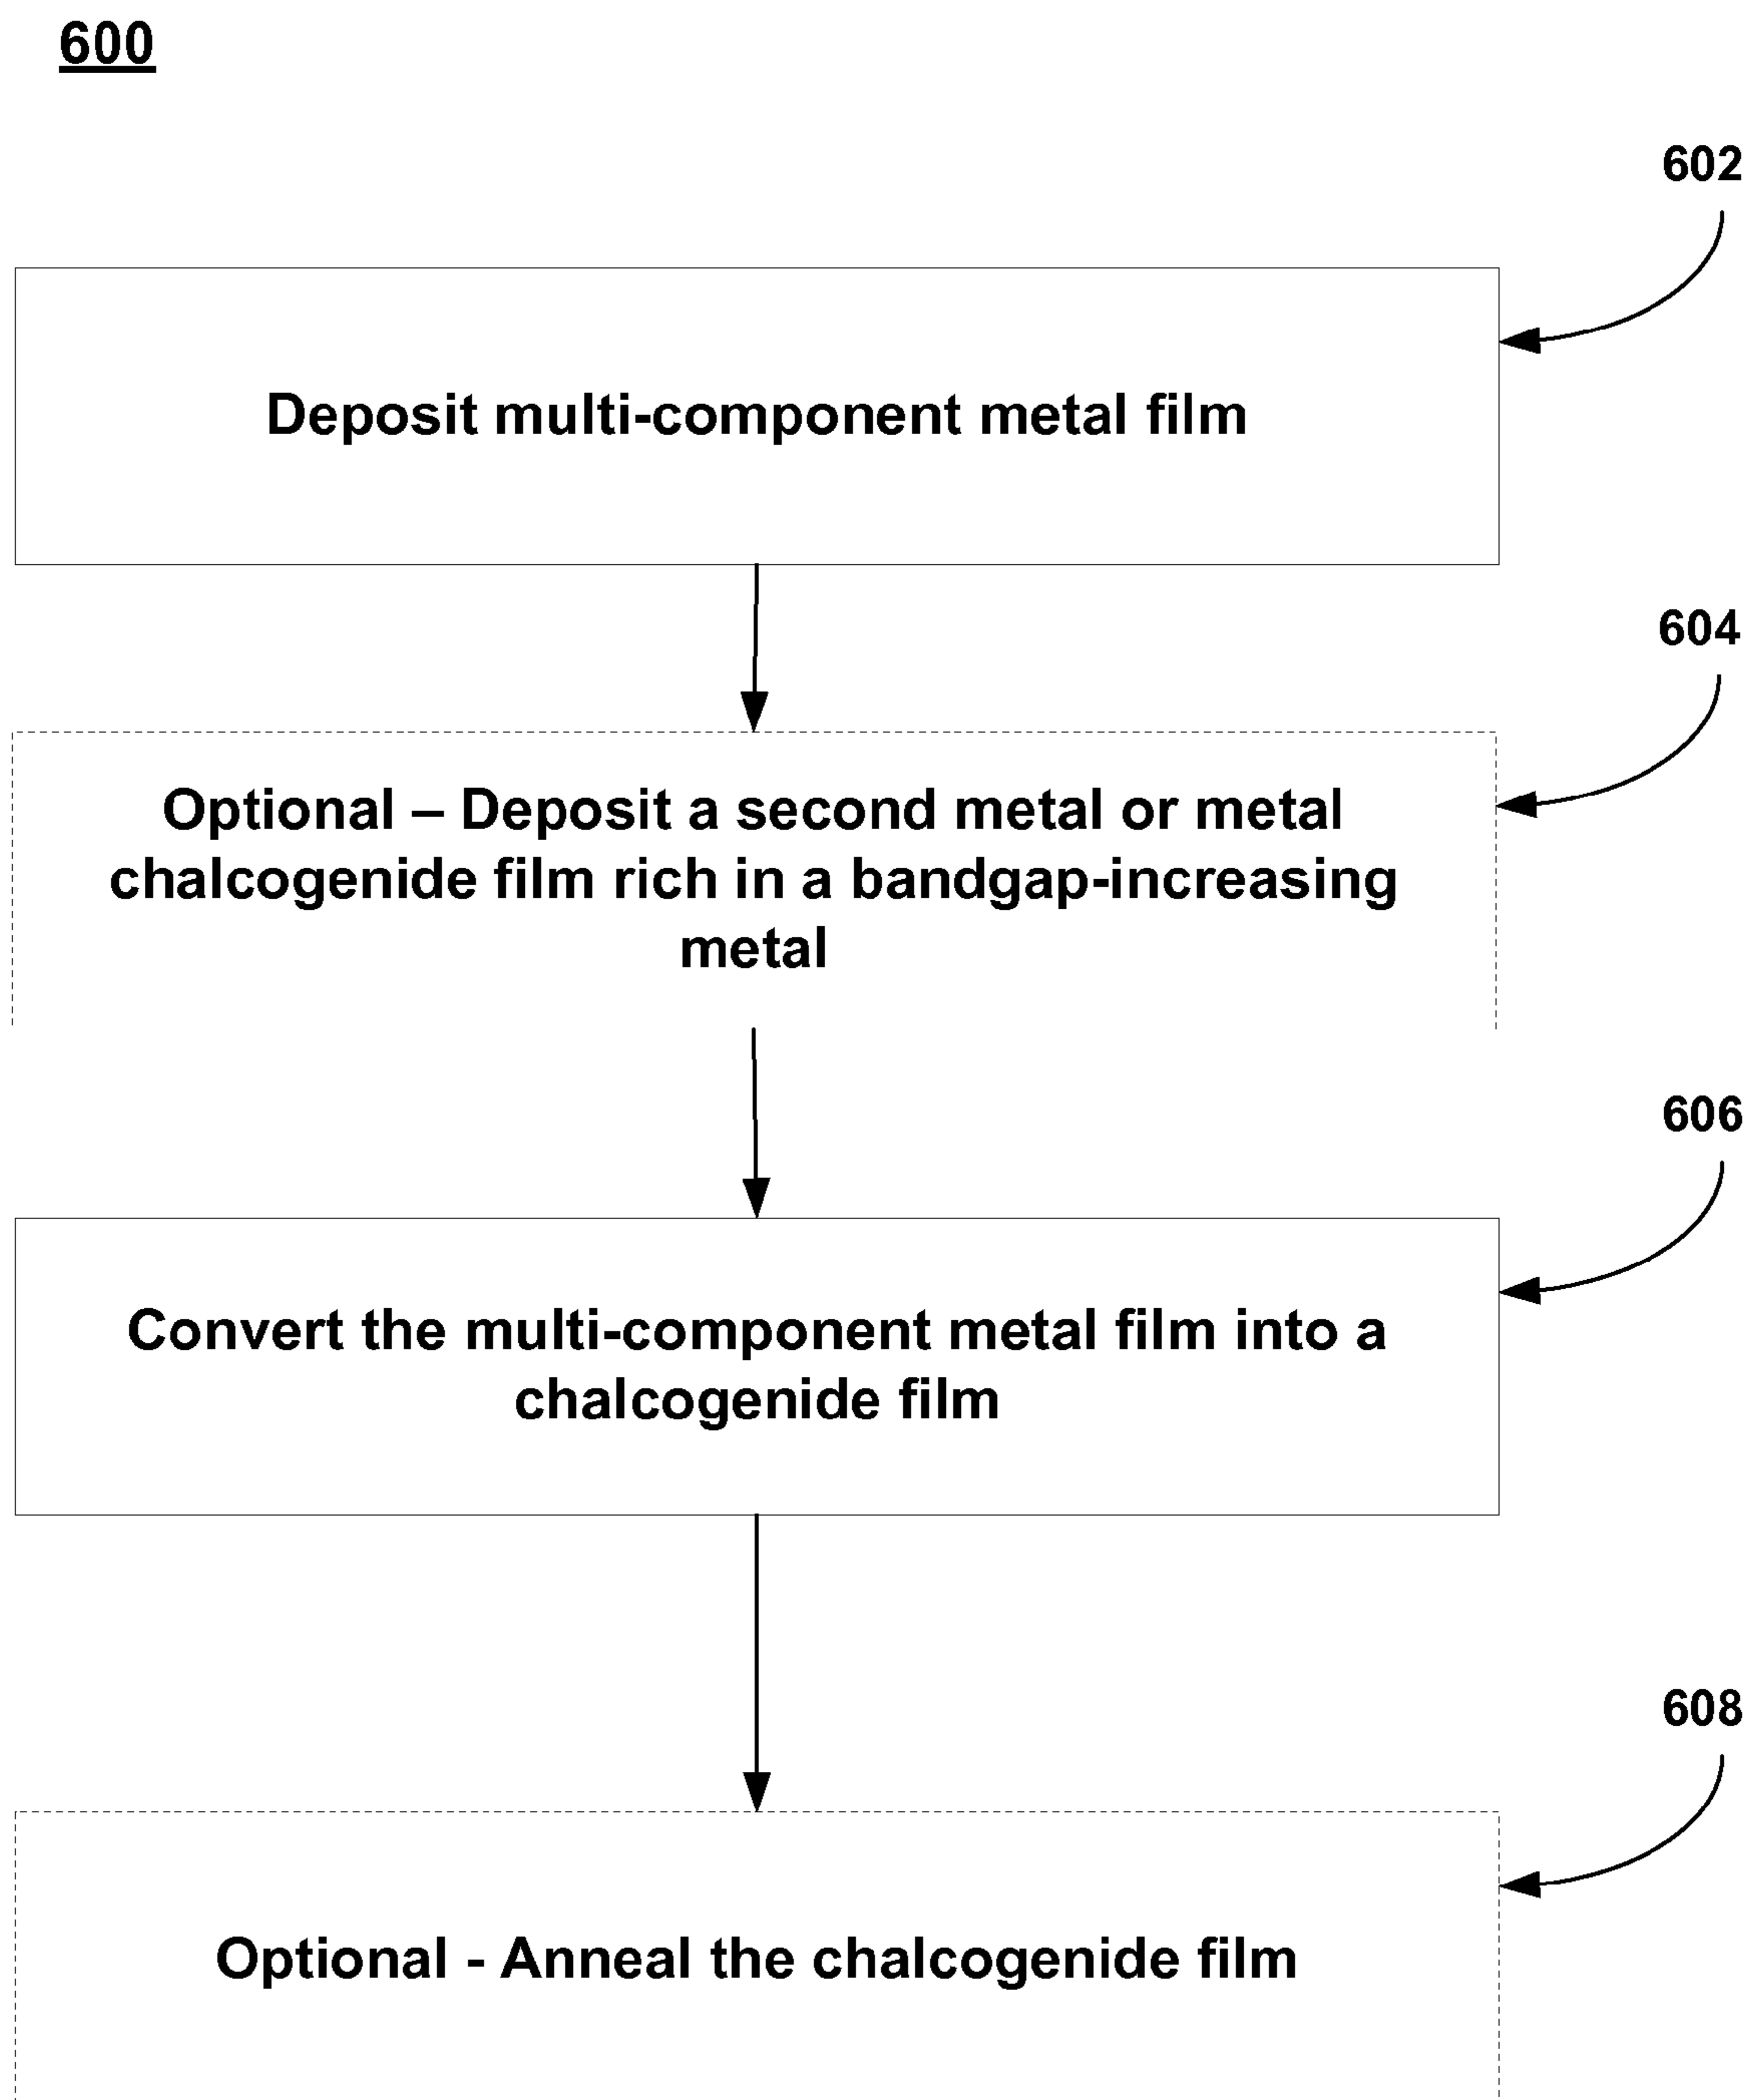 600
602
Deposit multi-component metal film
604
Optional – Deposit a second metal or metal
chalcogenide film rich in a bandgap-increasing
metal
606
Convert the multi-component metal film into a
chalcogenide film
608
Optional - Anneal the chalcogenide film